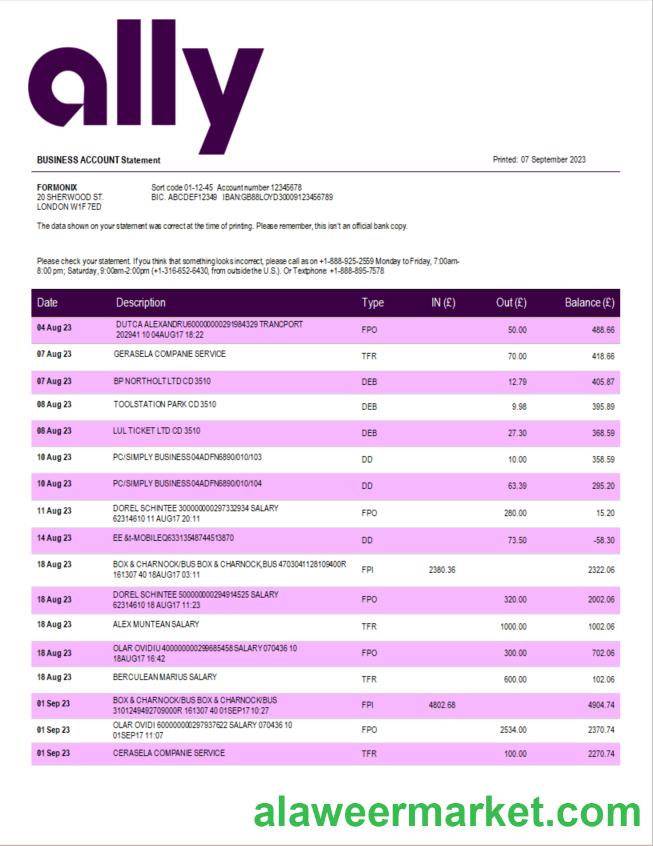 ally
BUSINESS ACCOUNT Statement Printed: 07 September 2023
FORMONIX Sort code 01-12-45 Account number 12345678
20 SHERWOOD ST. BIC. ABCDEF12349 IBAN:GB88LOYD30009123456789
LONDON W1F 7ED
The data shown on your statement was correct at the time of printing. Please remember, this isn't an official bank copy.
Please check your statement. If you think that something looks incorrect, please call as on +1-888-925-2559 Monday to Friday, 7:00am-
8:00 pm; Saturday, 9:00am-2:00pm (+1-316-652-6430, from outside the U.S.). Or Textphone +1-888-895-7578
Date Description Type IN (£) Out (£) Balance (£)
04 Aug 23 DUTCA ALEXANDRU600000000291984329 TRANCPORT FPO 50.00 488.66
202941 10 04AUG17 18:22
07 Aug 23 GERASELA COMPANIE SERVICE TFR 70.00 418.66
07 Aug 23 BP NORTHOLT LTD CD 3510 DEB 12.79 405.87
08 Aug 23 TOOLSTATION PARK CD 3510 DEB 9.98 395.89
08 Aug 23 LUL TICKET LTD CD 3510 DEB 27.30 368.59
10 Aug 23 PC/SIMPLY BUSINESS04ADFN6890/010/103 DD 10.00 358.59
10 Aug 23 PC/SIMPLY BUSINESS04ADFN6890/010/104 DD 63.39 295.20
11 Aug 23 DOREL SCHINTEE 300000000297332934 SALARY FPO 280.00 15.20
62314610 11 AUG17 20:11
14 Aug 23 EE &t-MOBILEQ63313548744513870 DD 73.50 -58.30
18 Aug 23 BOX & CHARNOCK/BUS BOX & CHARNOCK,BUS 4703041128109400R FPI 2380.36 2322.06
161307 40 18AUG17 03:11
18 Aug 23 DOREL SCHINTEE 500000000294914525 SALARY FPO 320.00 2002.06
62314610 18 AUG17 11:23
18 Aug 23 ALEX MUNTEAN SALARY TFR 1000.00 1002.06
18 Aug 23 OLAR OVIDIU 400000000299685458 SALARY 070436 10 FPO 300.00 702.06
18AUG17 16:42
18 Aug 23 BERCULEAN MARIUS SALARY TFR 600.00 102.06
01 Sep 23 BOX & CHARNOCK/BUS BOX & CHARNOCK/BUS FPI 4802.68 4904.74
3101249492709000R 161307 40 01SEP17 10:27
01 Sep 23 OLAR OVIDI 600000000297937622 SALARY 070436 10 FPO 2534.00 2370.74
01SEP17 11:07
01 Sep 23 CERASELA COMPANIE SERVICE TFR 100.00 2270.74
alaweermarket.com